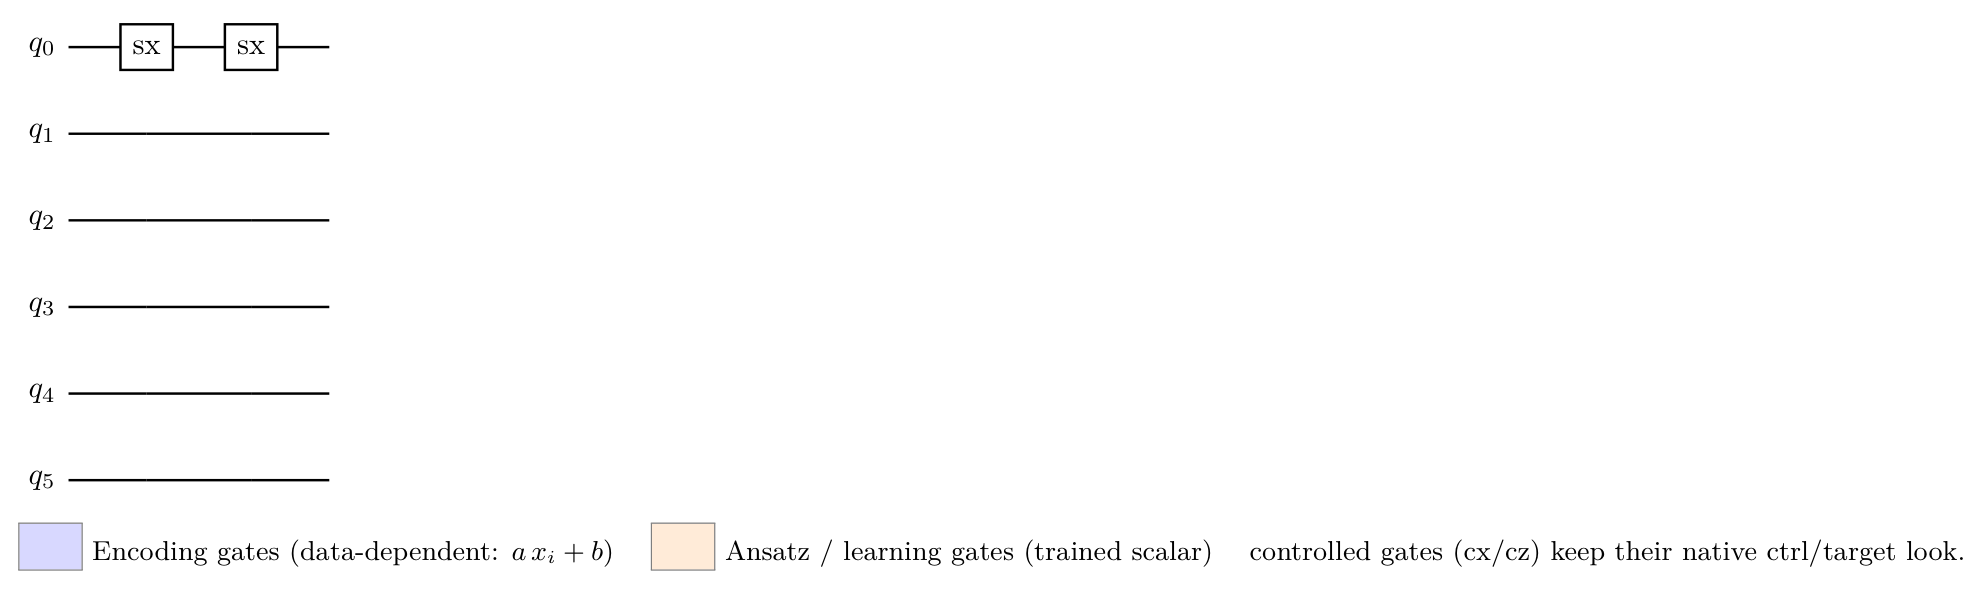 q0 sx sx
q1
q2
q3
q4
q5
Encoding gates (data-dependent: a xi + b) Ansatz / learning gates (trained scalar) controlled gates (cx/cz) keep their native ctrl/target look.